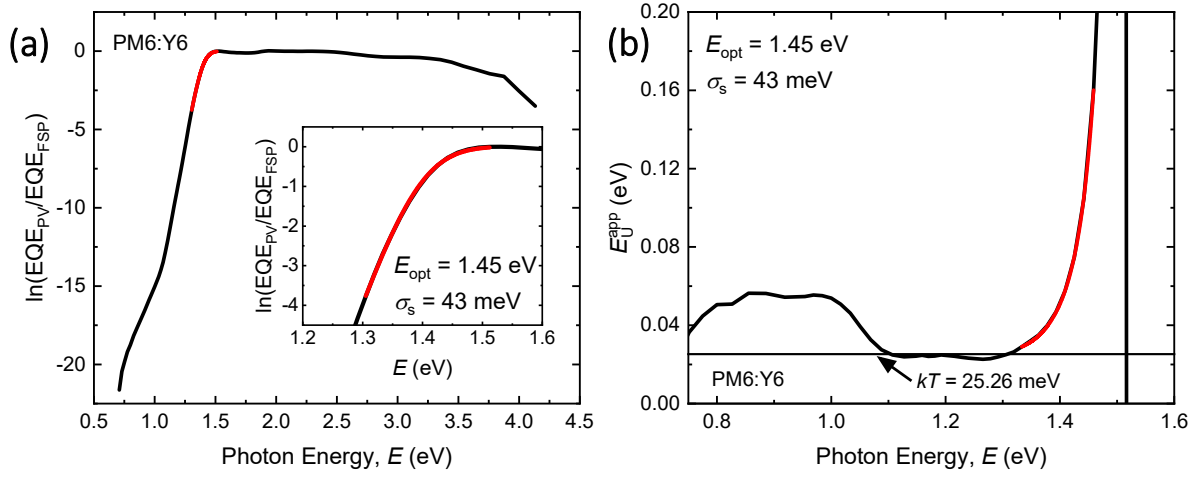 (a)
PM6:Y6
ln(EQE_PV/EQE_FSP)
0
-5
-10
-15
-20
0.5 1.0 1.5 2.0 2.5 3.0 3.5 4.0 4.5
Photon Energy, E (eV)
ln(EQE_PV/EQE_FSP)
0
-1
-2
-3
-4
E_opt = 1.45 eV
σ_s = 43 meV
1.2 1.3 1.4 1.5 1.6
E (eV)
(b)
E_opt = 1.45 eV
σ_s = 43 meV
E_U^app (eV)
0.20
0.16
0.12
0.08
0.04
0.00
PM6:Y6
kT = 25.26 meV
0.8 1.0 1.2 1.4 1.6
Photon Energy, E (eV)